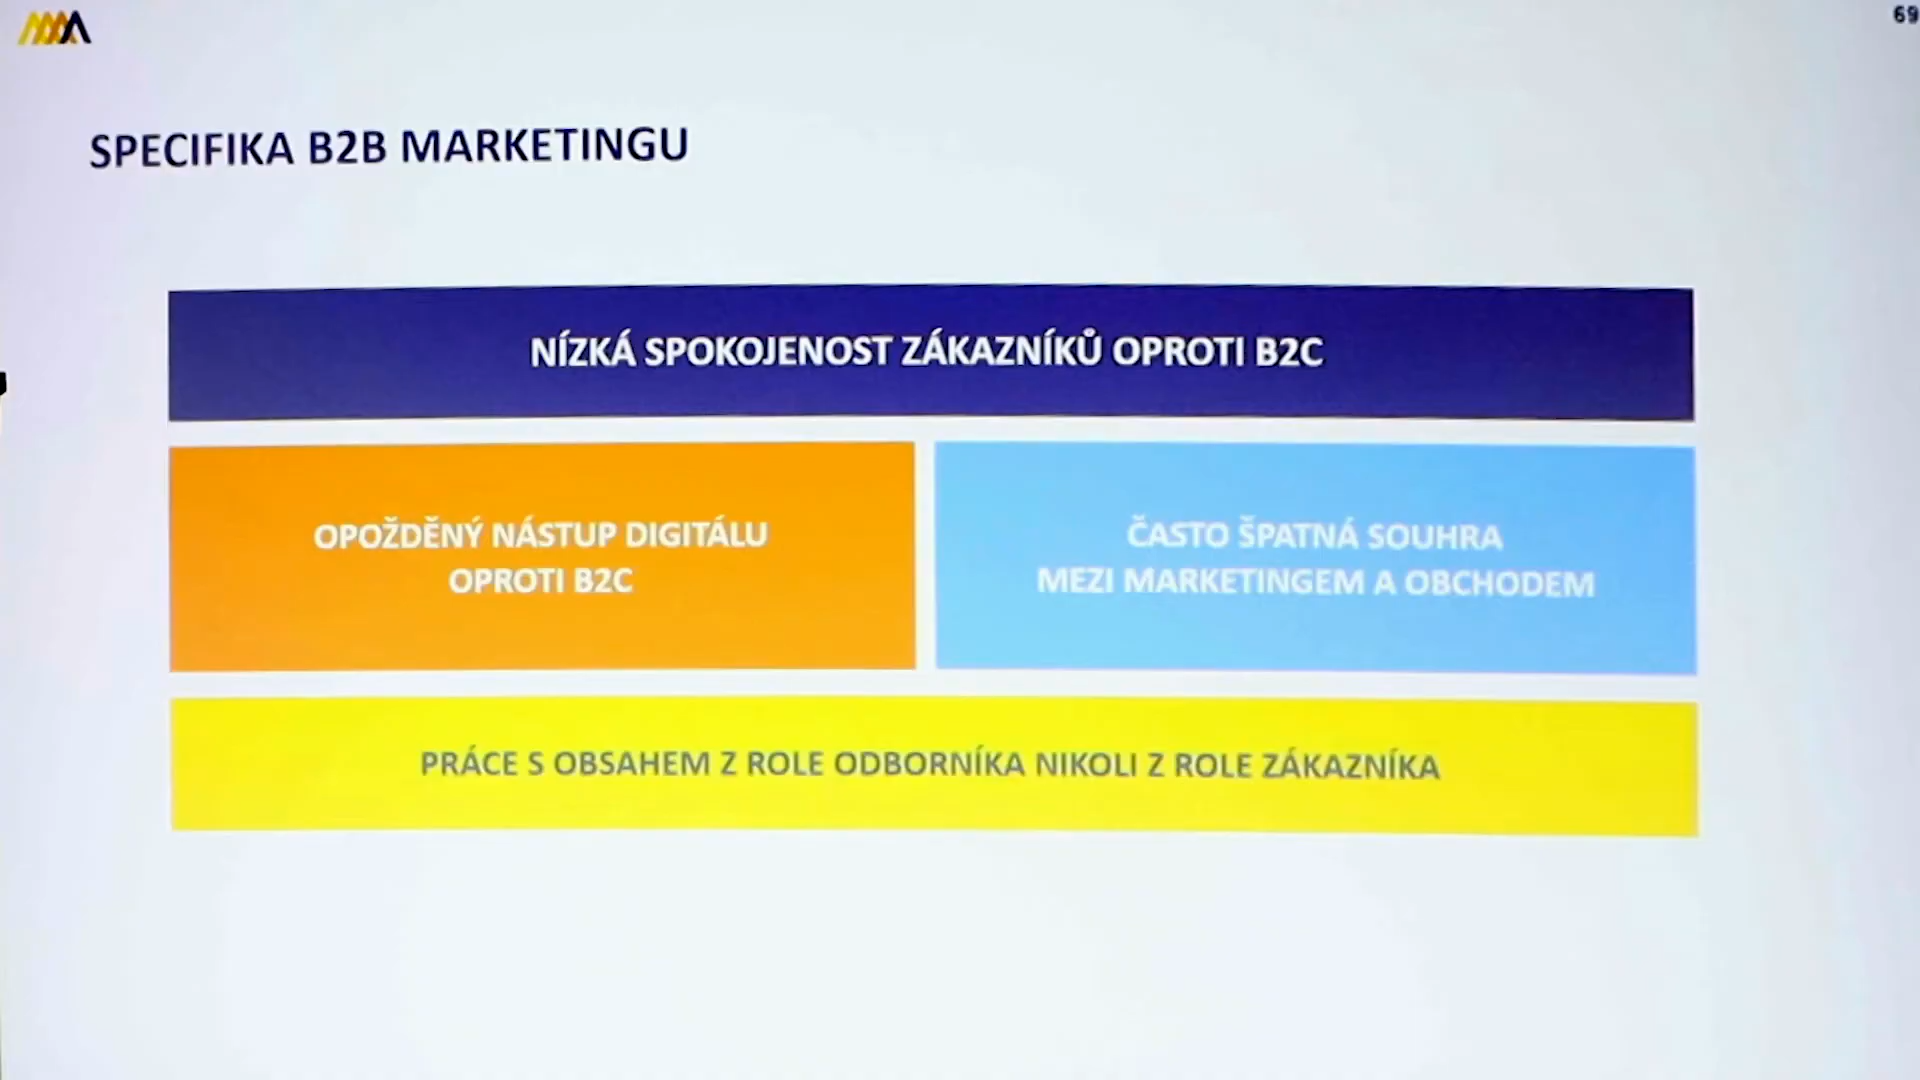 69
SPECIFIKA B2B MARKETINGU
NÍZKÁ SPOKOJENOST ZÁKAZNÍKŮ OPROTI B2C
OPOŽDĚNÝ NÁSTUP DIGITÁLU
OPROTI B2C
ČASTO ŠPATNÁ SOUHRA
MEZI MARKETINGEM A OBCHODEM
PRÁCE S OBSAHEM Z ROLE ODBORNÍKA NIKOLI Z ROLE ZÁKAZNÍKA